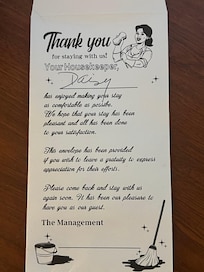 Thank you
for staying with us!
Your Housekeeper,
Daisy
has enjoyed making your stay
as comfortable as possible.
We hope that your stay has been
pleasant and all has been done
to your satisfaction.
This envelope has been provided
if you wish to leave a gratuity to express
appreciation for their efforts.
Please come back and stay with us
again soon. It has been our pleasure to
have you as our guest.
The Management